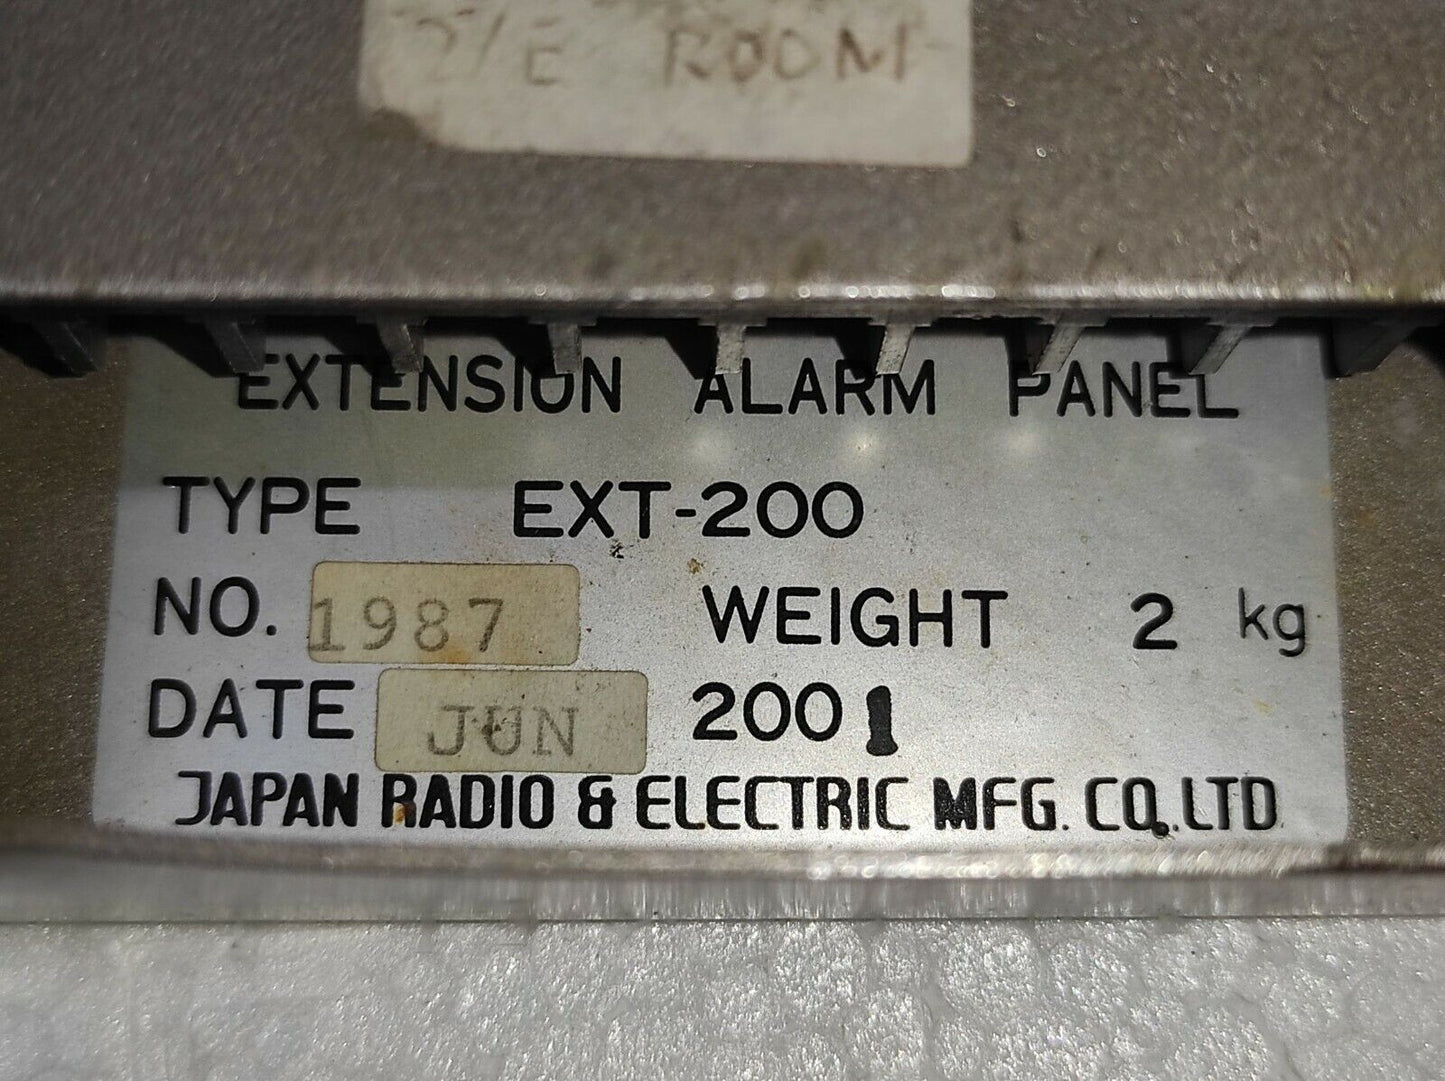 2/E ROOM
EXTENSION ALARM PANEL
TYPE EXT-200
NO. 1987 WEIGHT 2 kg
DATE JUN 2001
JAPAN RADIO & ELECTRIC MFG. CO., LTD.